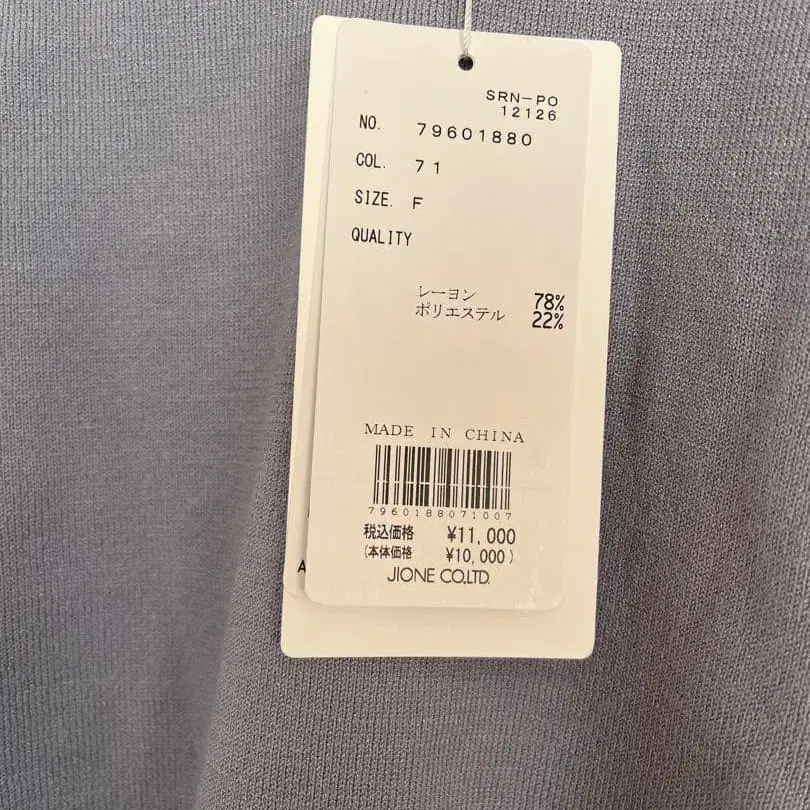 SRN-PO
12126
NO. 79601880
COL. 71
SIZE. F
QUALITY
レーヨン 78%
ポリエステル 22%
MADE IN CHINA
7960188071007
税込価格 ¥11,000
(本体価格 ¥10,000)
JIONE CO.LTD.
A